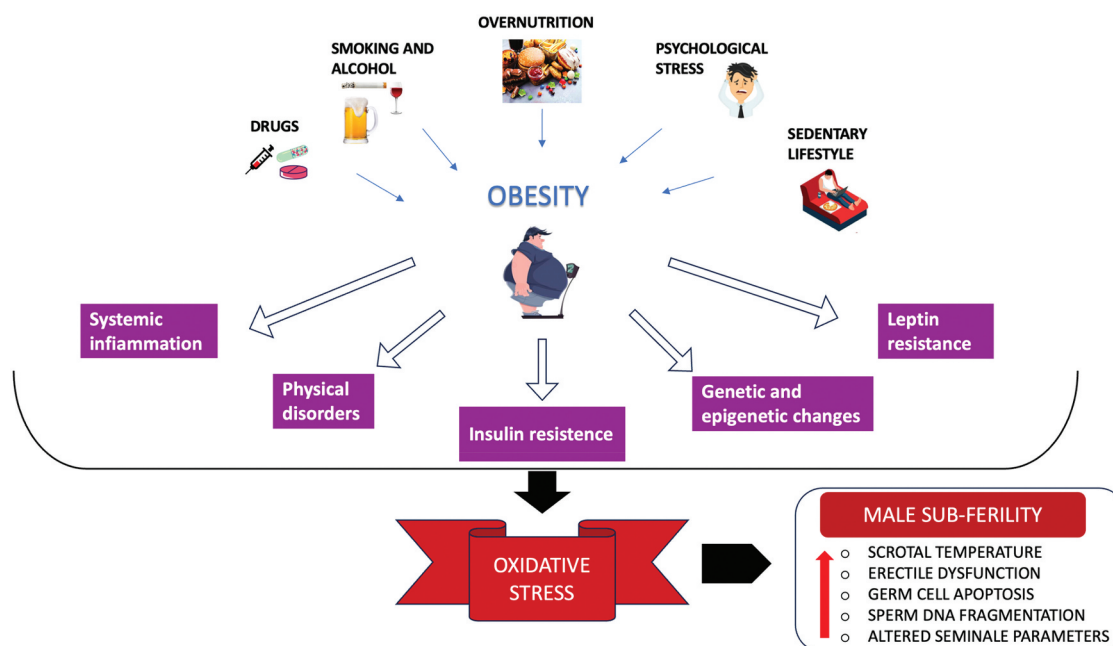 OVERNUTRITION
SMOKING AND
ALCOHOL
PSYCHOLOGICAL
STRESS
DRUGS
SEDENTARY
LIFESTYLE
OBESITY
Systemic
infiammation
Leptin
resistance
Physical
disorders
Genetic and
epigenetic changes
Insulin resistence
OXIDATIVE
STRESS
MALE SUB-FERILITY
o SCROTAL TEMPERATURE
o ERECTILE DYSFUNCTION
o GERM CELL APOPTOSIS
o SPERM DNA FRAGMENTATION
o ALTERED SEMINALE PARAMETERS